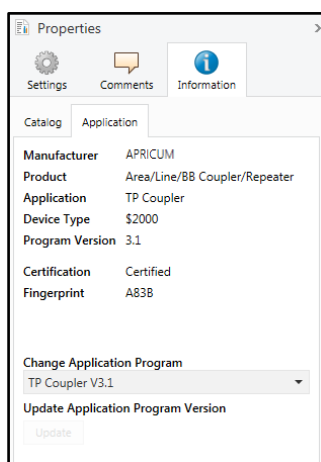 Properties
Settings Comments Information
Catalog Application
Manufacturer APRICUM
Product Area/Line/BB Coupler/Repeater
Application TP Coupler
Device Type $2000
Program Version 3.1
Certification Certified
Fingerprint A83B
Change Application Program
TP Coupler V3.1
Update Application Program Version
Update